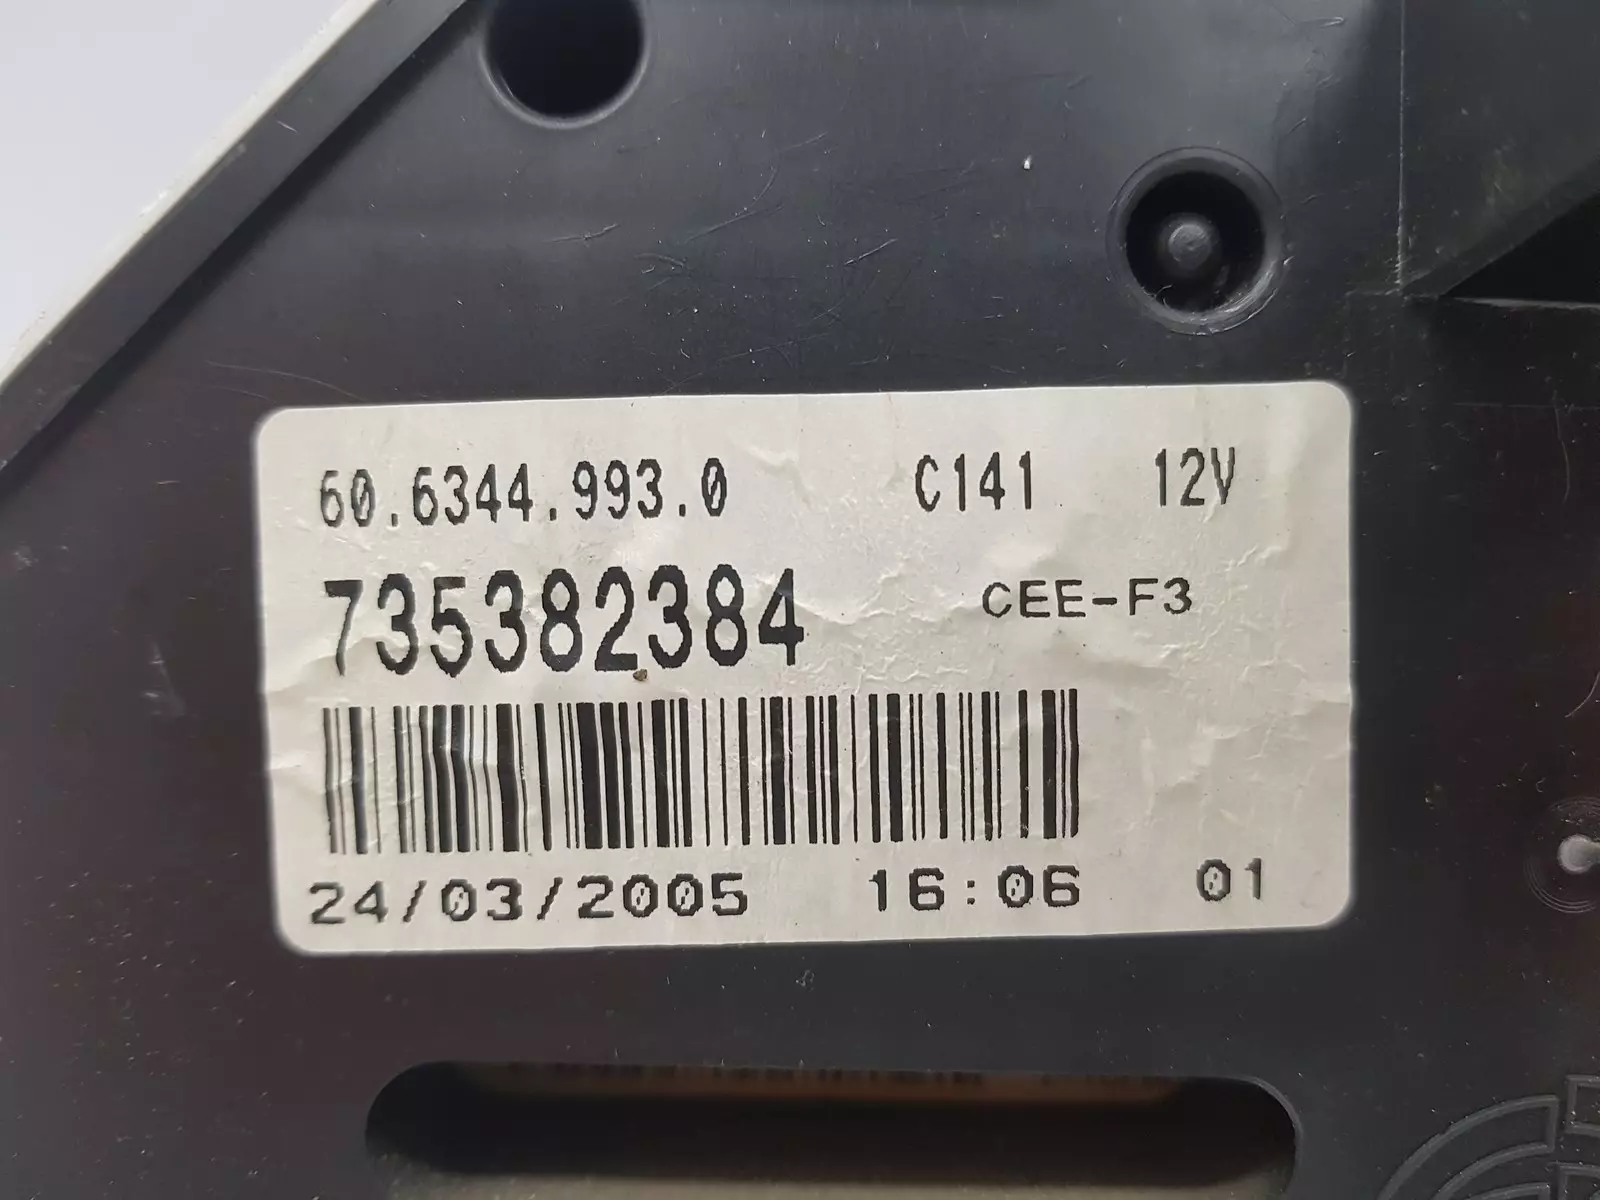 60.6344.993.0 C141 12V
735382384 CEE-F3
24/03/2005 16:06 01